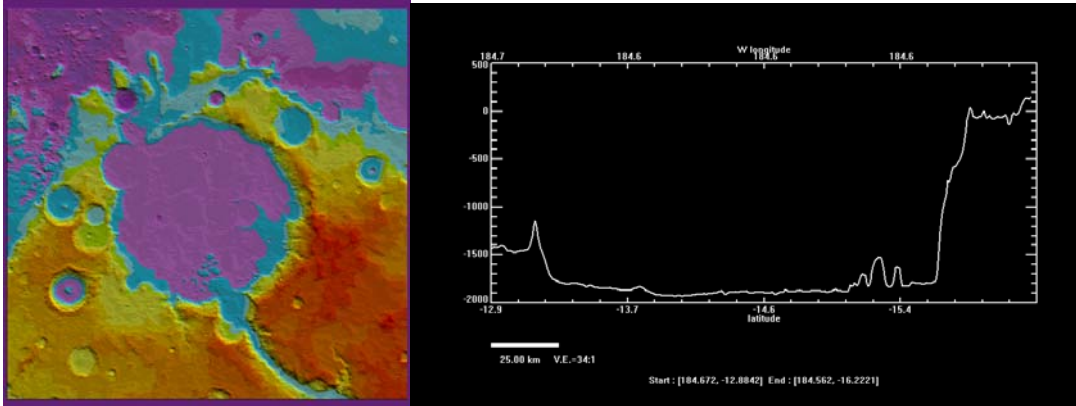 W longitude
184.7 184.6 184.6 184.6
500
0
-500
-1000
-1500
-2000
-12.9 -13.7 -14.6 -15.4
latitude
25.00 km V.E.=34:1
Start : [184.672, -12.8842] End : [184.562, -16.2221]